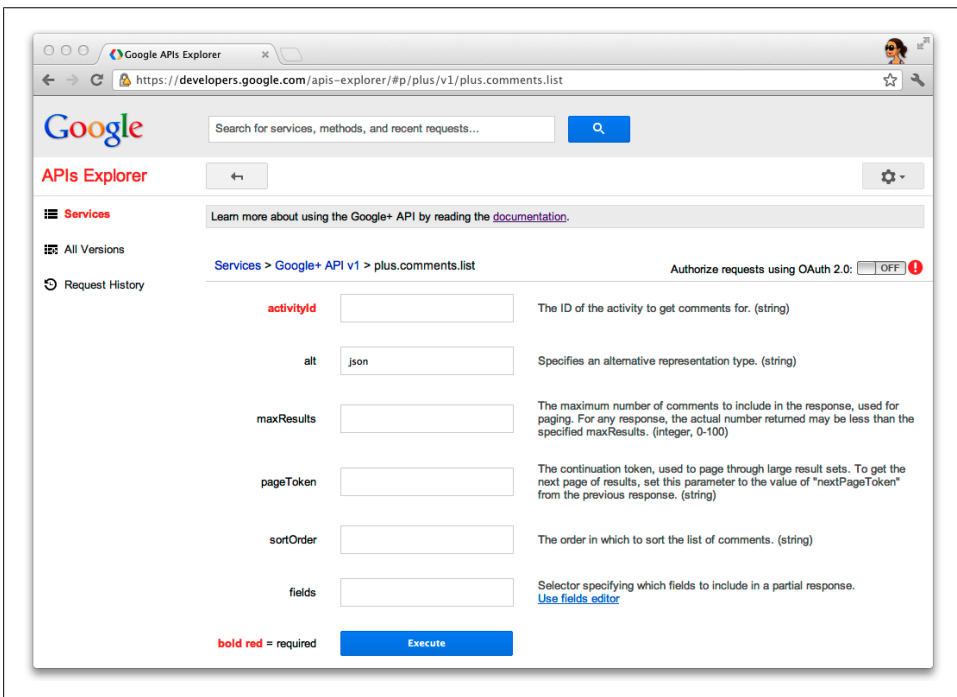 Google APIs Explorer
https://developers.google.com/apis-explorer/#p/plus/v1/plus.comments.list
Google
Search for services, methods, and recent requests...
APIs Explorer
Services
Learn more about using the Google+ API by reading the documentation.
All Versions
Services > Google+ API v1 > plus.comments.list
Authorize requests using OAuth 2.0: OFF
Request History
activityId
The ID of the activity to get comments for. (string)
alt
json
Specifies an alternative representation type. (string)
maxResults
The maximum number of comments to include in the response, used for
paging. For any response, the actual number returned may be less than the
specified maxResults. (integer, 0-100)
pageToken
The continuation token, used to page through large result sets. To get the
next page of results, set this parameter to the value of "nextPageToken"
from the previous response. (string)
sortOrder
The order in which to sort the list of comments. (string)
fields
Selector specifying which fields to include in a partial response.
Use fields editor
bold red = required
Execute